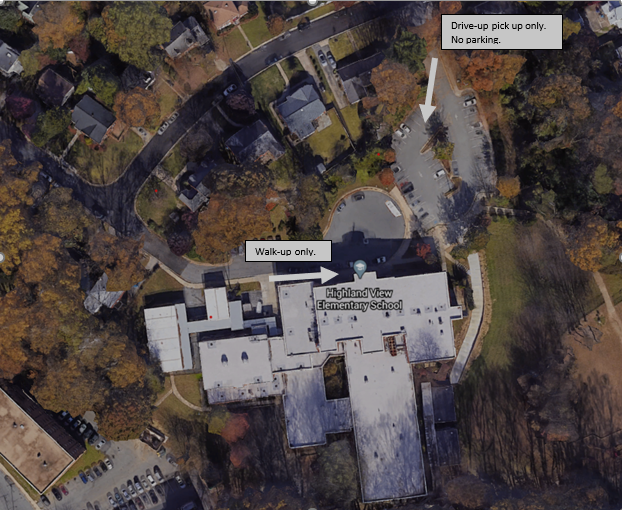 Drive-up pick up only.
No parking.
Walk-up only.
Highland View
Elementary School